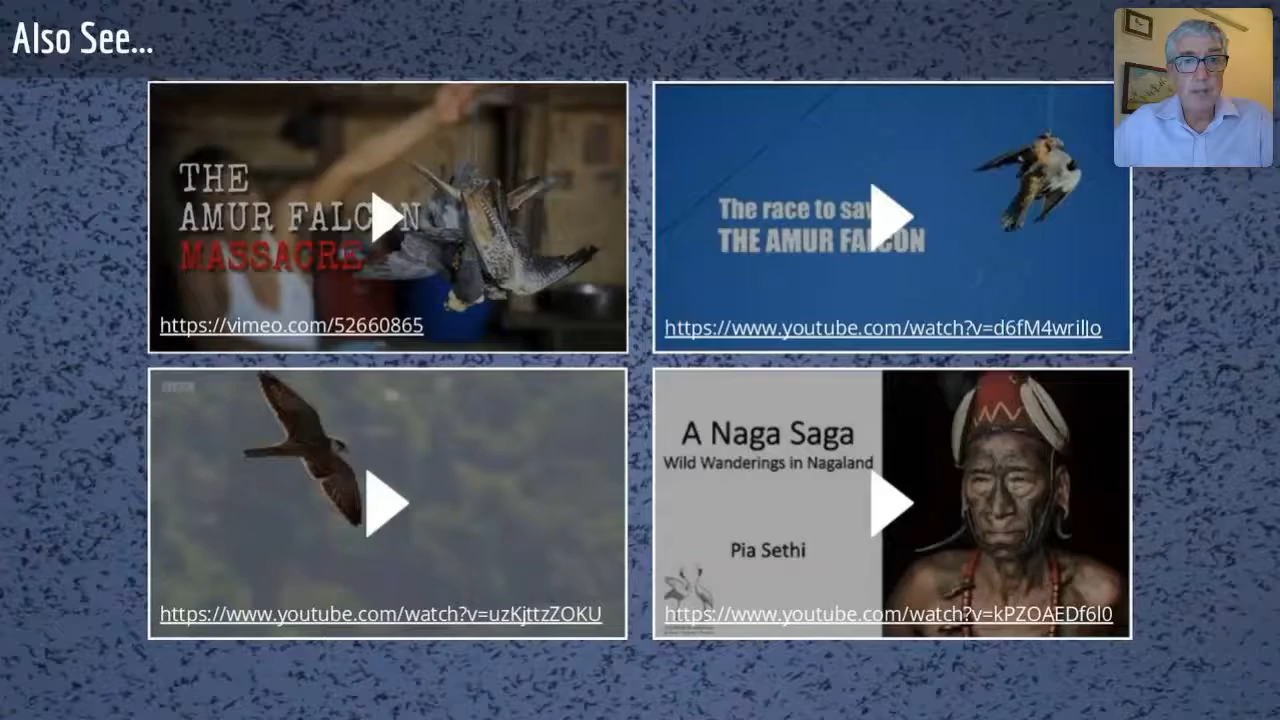 Also See...
THE
AMUR FALCON
MASSACRE
https://vimeo.com/52660865
The race to sav
THE AMUR FALCON
https://www.youtube.com/watch?v=d6fM4wrilJo
https://www.youtube.com/watch?v=uzKjttzZOKU
A Naga Saga
Wild Wanderings in Nagaland
Pia Sethi
https://www.youtube.com/watch?v=kPZOAEDf6l0